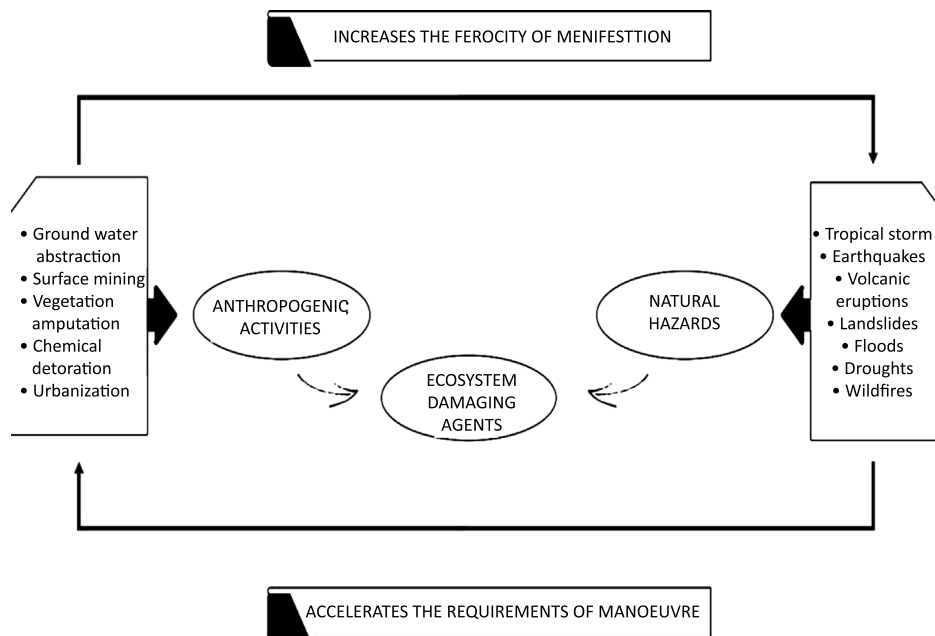 INCREASES THE FEROCITY OF MENIFESTTION
• Ground water
abstraction
• Surface mining
• Vegetation
amputation
• Chemical
detoration
• Urbanization
ANTHROPOGENIC
ACTIVITIES
ECOSYSTEM
DAMAGING
AGENTS
NATURAL
HAZARDS
• Tropical storm
• Earthquakes
• Volcanic
eruptions
• Landslides
• Floods
• Droughts
• Wildfires
ACCELERATES THE REQUIREMENTS OF MANOEUVRE